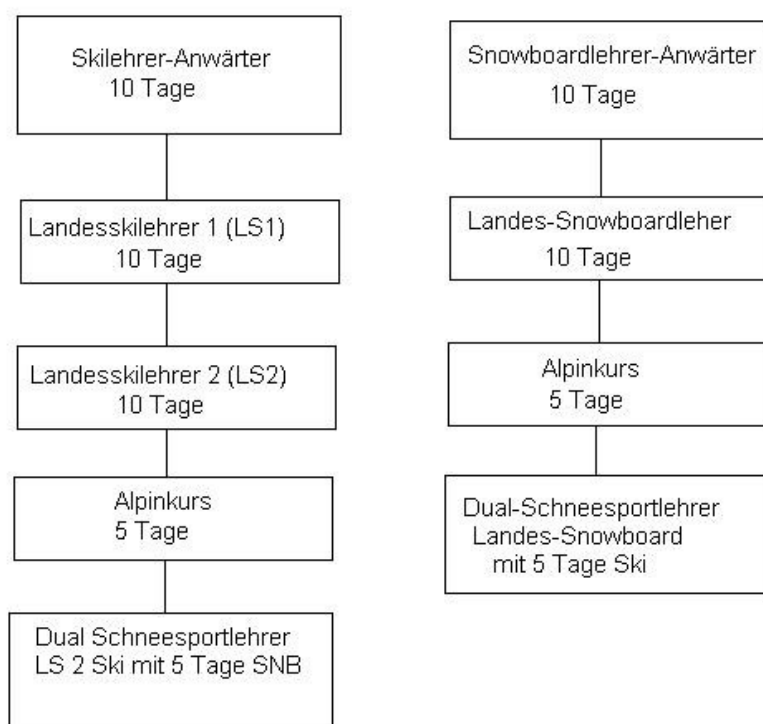 Skilehrer-Anwärter
10 Tage
Landesskilehrer 1 (LS1)
10 Tage
Landesskilehrer 2 (LS2)
10 Tage
Alpinkurs
5 Tage
Dual Schneesportlehrer
LS 2 Ski mit 5 Tage SNB
Snowboardlehrer-Anwärter
10 Tage
Landes-Snowboardleher
10 Tage
Alpinkurs
5 Tage
Dual-Schneesportlehrer
Landes-Snowboard
mit 5 Tage Ski